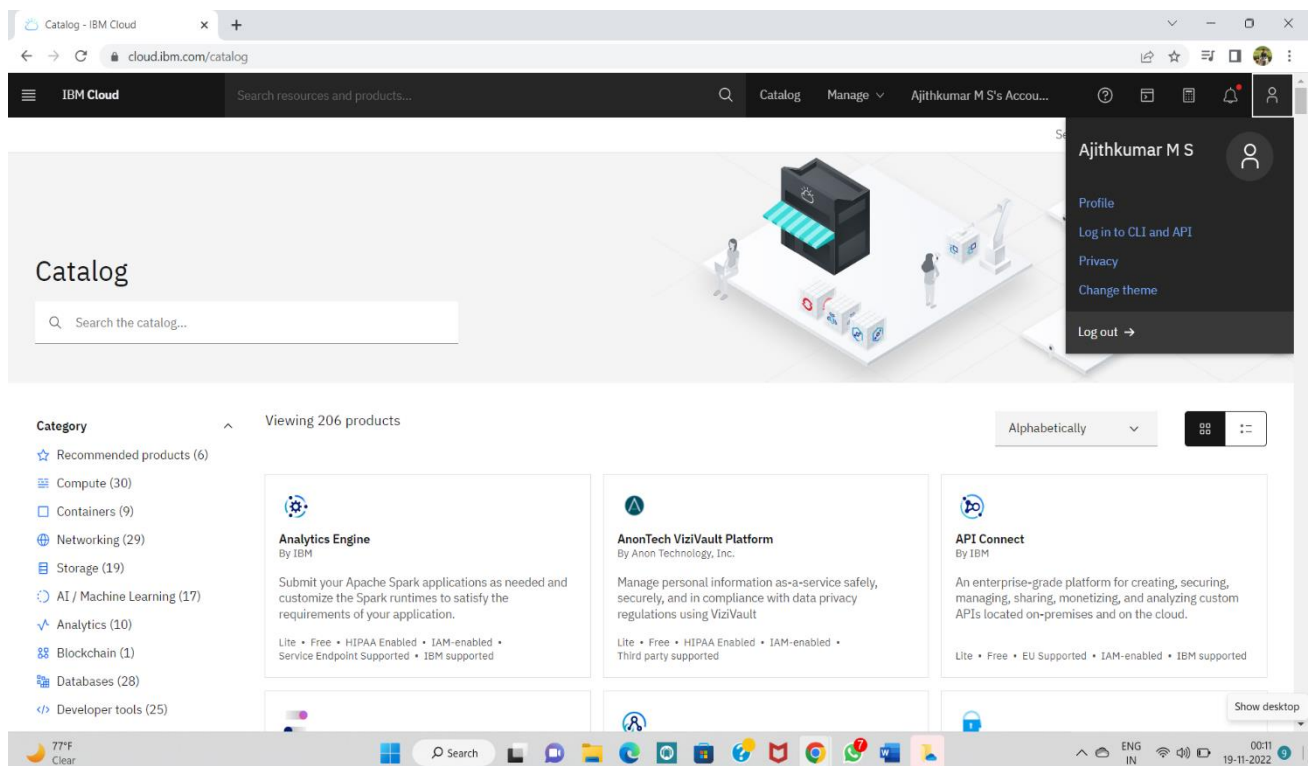 Catalog - IBM Cloud
cloud.ibm.com/catalog
IBM Cloud
Search resources and products...
Catalog
Manage
Ajithkumar M S's Accou...
Se
Ajithkumar M S
Profile
Log in to CLI and API
Privacy
Change theme
Log out →
Catalog
Search the catalog...
Category
Recommended products (6)
Compute (30)
Containers (9)
Networking (29)
Storage (19)
AI / Machine Learning (17)
Analytics (10)
Blockchain (1)
Databases (28)
Developer tools (25)
Viewing 206 products
Alphabetically
Analytics Engine
By IBM
Submit your Apache Spark applications as needed and
customize the Spark runtimes to satisfy the
requirements of your application.
Lite • Free • HIPAA Enabled • IAM-enabled •
Service Endpoint Supported • IBM supported
AnonTech ViziVault Platform
By Anon Technology, Inc.
Manage personal information as-a-service safely,
securely, and in compliance with data privacy
regulations using ViziVault
Lite • Free • HIPAA Enabled • IAM-enabled •
Third party supported
API Connect
By IBM
An enterprise-grade platform for creating, securing,
managing, sharing, monetizing, and analyzing custom
APIs located on-premises and on the cloud.
Lite • Free • EU Supported • IAM-enabled • IBM supported
Show desktop
77°F
Clear
Search
7
ENG
IN
00:11
19-11-2022
9